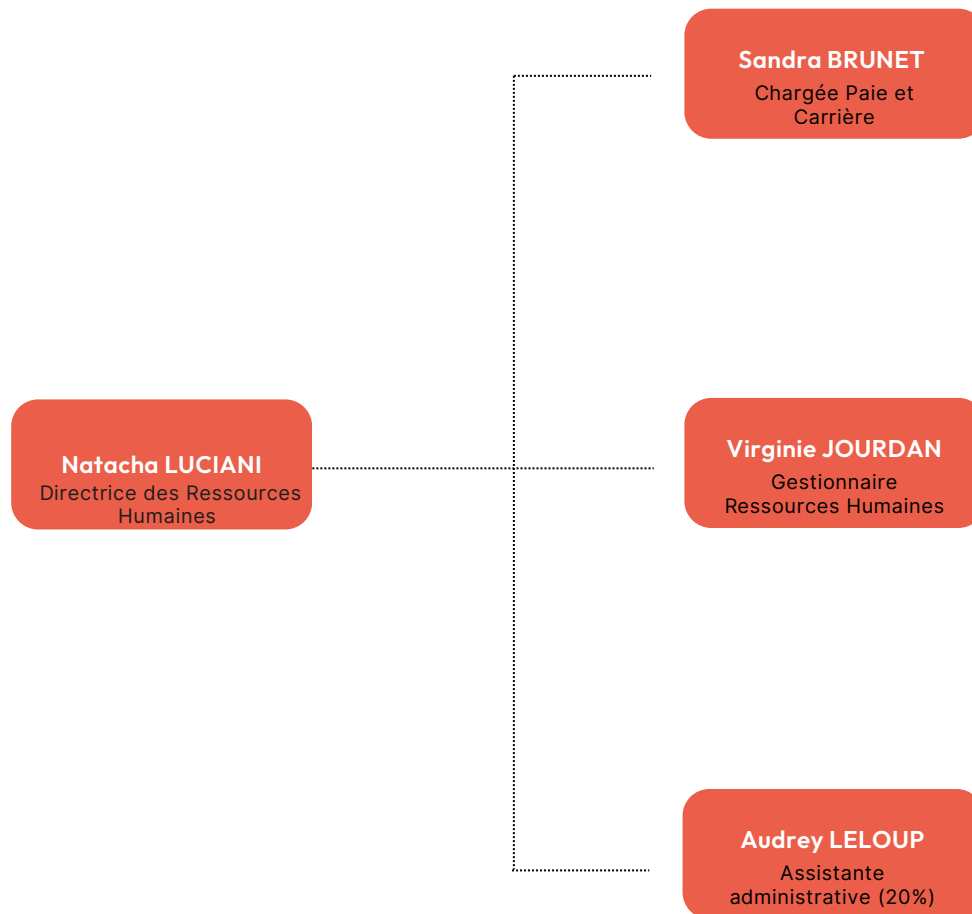 Sandra BRUNET
Chargée Paie et
Carrière
Natacha LUCIANI
Directrice des Ressources
Humaines
Virginie JOURDAN
Gestionnaire
Ressources Humaines
Audrey LELOUP
Assistante
administrative (20%)